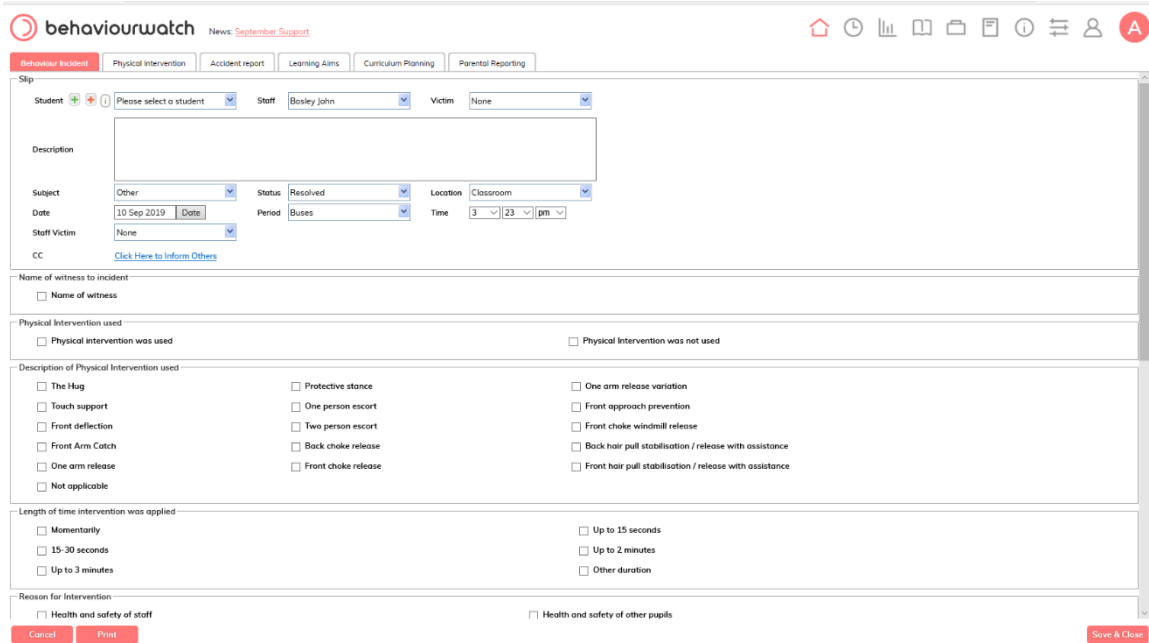 behaviourwatch News: September Support A
Behaviour Incident Physical Intervention Accident report Learning Aims Curriculum Planning Parental Reporting
Slip
Student Please select a student Staff Bosley John Victim None
Description
Subject Other Status Resolved Location Classroom
Date 10 Sep 2019 Date Period Buses Time 3 23 pm
Staff Victim None
CC Click Here to Inform Others
Name of witness to incident
Name of witness
Physical Intervention used
Physical intervention was used Physical Intervention was not used
Description of Physical Intervention used
The Hug Protective stance One arm release variation
Touch support One person escort Front approach prevention
Front deflection Two person escort Front choke windmill release
Front Arm Catch Back choke release Back hair pull stabilisation / release with assistance
One arm release Front choke release Front hair pull stabilisation / release with assistance
Not applicable
Length of time intervention was applied
Momentarily Up to 15 seconds
15-30 seconds Up to 2 minutes
Up to 3 minutes Other duration
Reason for Intervention
Health and safety of staff Health and safety of other pupils
Cancel Print Save & Close